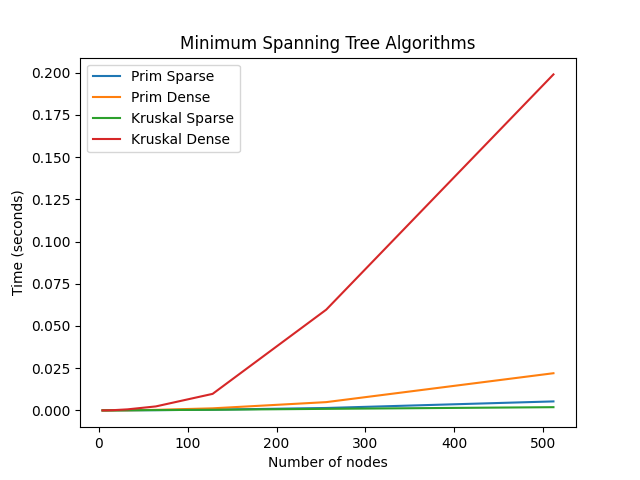 Minimum Spanning Tree Algorithms
Prim Sparse
Prim Dense
Kruskal Sparse
Kruskal Dense
0.200
0.175
0.150
0.125
0.100
0.075
0.050
0.025
0.000
Time (seconds)
0 100 200 300 400 500
Number of nodes